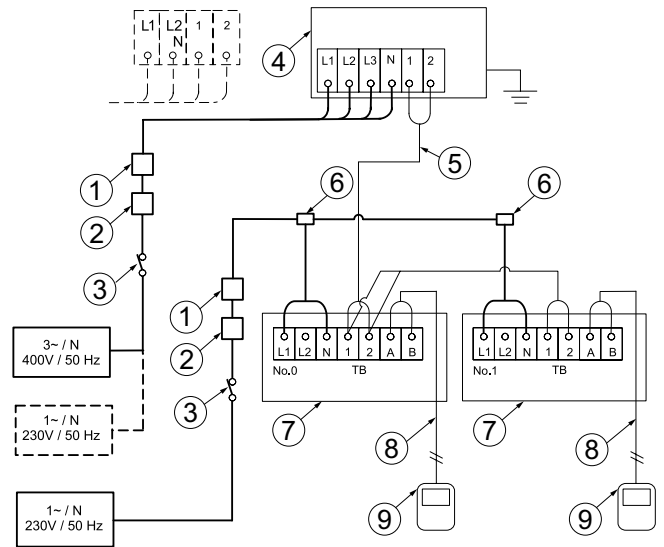 L1 L2 N 1 2
4
L1 L2 L3 N 1 2
5
1
2
3
6
6
1
2
3
3~ / N
400V / 50 Hz
1~ / N
230V / 50 Hz
1~ / N
230V / 50 Hz
L1 L2 N 1 2 A B
No.0 TB
7
L1 L2 N 1 2 A B
No.1 TB
7
8
8
9
9